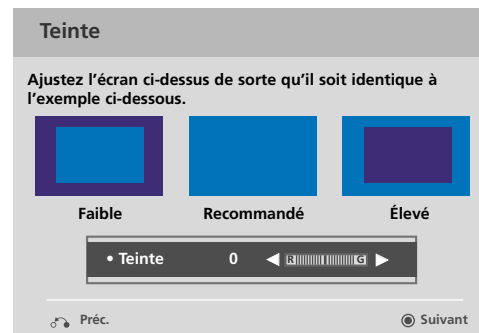 Teinte
Ajustez l'écran ci-dessus de sorte qu'il soit identique à
l'exemple ci-dessous.
Faible Recommandé Élevé
• Teinte 0 ◀ R G ▶
Préc. ◉ Suivant